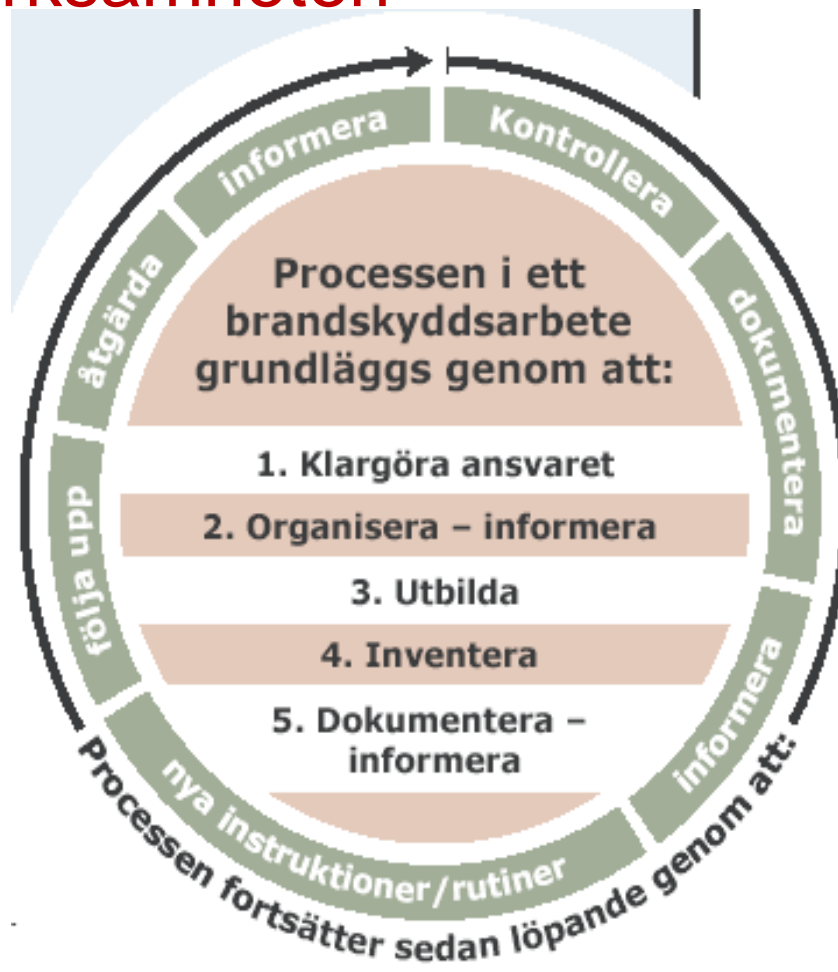 Processen i ett
brandskyddsarbete
grundläggs genom att:
1. Klargöra ansvaret
2. Organisera – informera
3. Utbilda
4. Inventera
5. Dokumentera –
informera
Processen fortsätter sedan löpande genom att:
Kontrollera
dokumentera
informera
nya instruktioner/rutiner
följa upp
åtgärda
informera